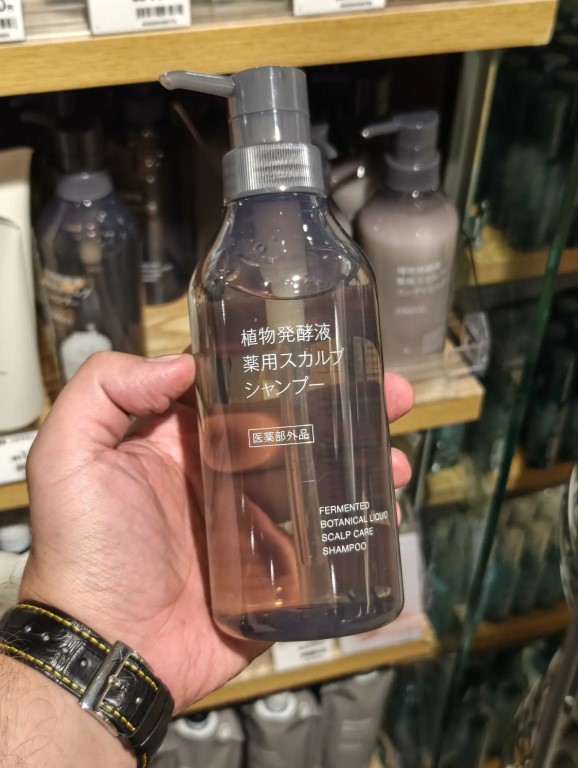 植物発酵液
薬用スカルプ
シャンプー
医薬部外品
FERMENTED
BOTANICAL LIQUID
SCALP CARE
SHAMPOO